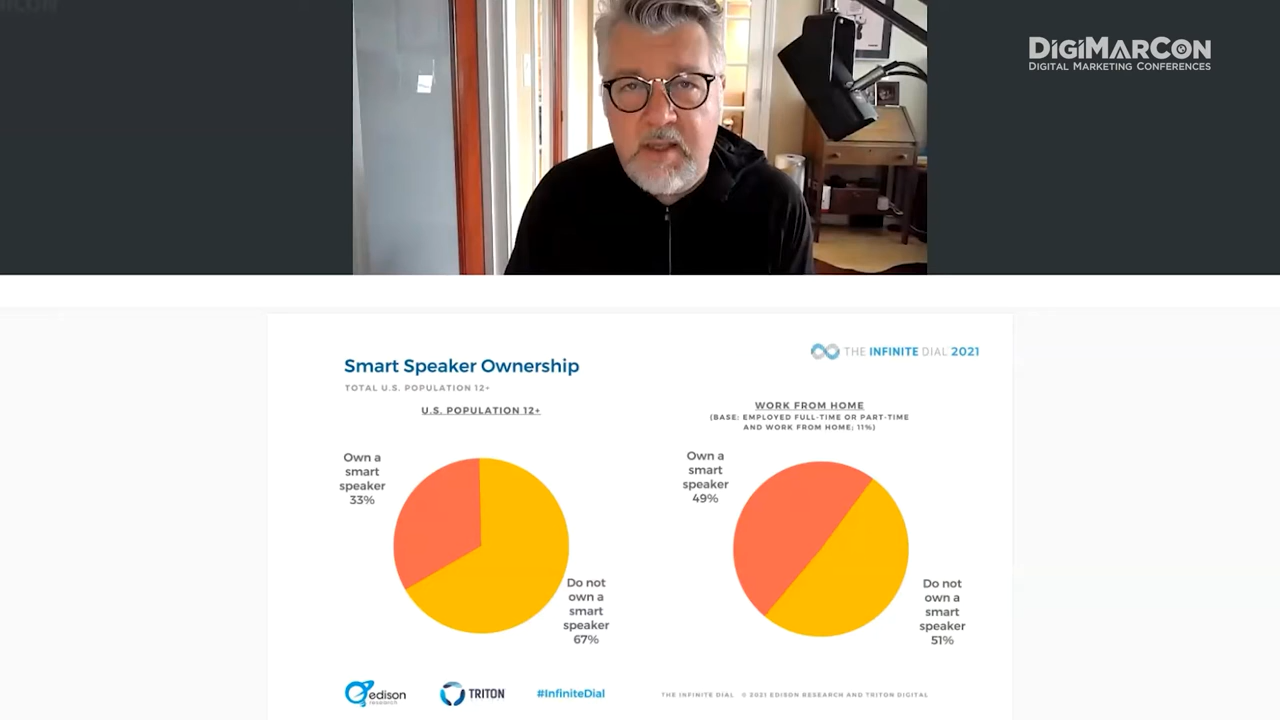 DIGIMARCON
DIGITAL MARKETING CONFERENCES
THE INFINITE DIAL 2021
Smart Speaker Ownership
TOTAL U.S. POPULATION 12+
U.S. POPULATION 12+
Own a
smart
speaker
33%
Do not
own a
smart
speaker
67%
WORK FROM HOME
(BASE: EMPLOYED FULL-TIME OR PART-TIME
AND WORK FROM HOME; 11%)
Own a
smart
speaker
49%
Do not
own a
smart
speaker
51%
edison
research
TRITON
#InfiniteDial
THE INFINITE DIAL © 2021 EDISON RESEARCH AND TRITON DIGITAL